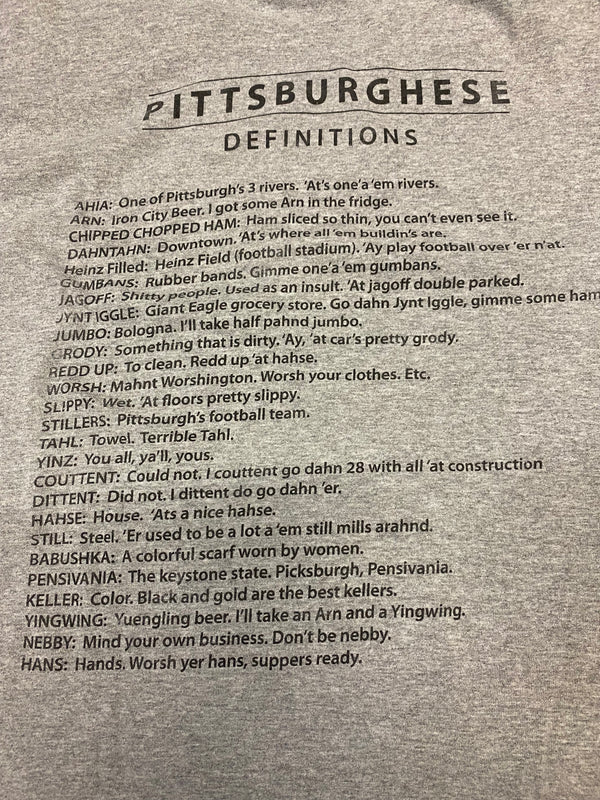 PITTSBURGHESE
DEFINITIONS
AHIA: One of Pittsburgh's 3 rivers. 'At's one'a 'em rivers.
ARN: Iron City Beer. I got some Arn in the fridge.
CHIPPED CHOPPED HAM: Ham sliced so thin, you can't even see it.
DAHNTAHN: Downtown. 'At's where all 'em buildin's are.
Heinz Filled: Heinz Field (football stadium). 'Ay play football over 'er n'at.
GUMBANS: Rubber bands. Gimme one'a 'em gumbans.
JAGOFF: Shitty people. Used as an insult. 'At jagoff double parked.
JYNT IGGLE: Giant Eagle grocery store. Go dahn Jynt Iggle, gimme some ham
JUMBO: Bologna. I'll take half pahnd jumbo.
GRODY: Something that is dirty. 'Ay, 'at car's pretty grody.
REDD UP: To clean. Redd up 'at hahse.
WORSH: Mahnt Worshington. Worsh your clothes. Etc.
SLIPPY: Wet. 'At floors pretty slippy.
STILLERS: Pittsburgh's football team.
TAHL: Towel. Terrible Tahl.
YINZ: You all, ya'll, yous.
COUTTENT: Could not. I couttent go dahn 28 with all 'at construction
DITTENT: Did not. I dittent do go dahn 'er.
HAHSE: House. 'Ats a nice hahse.
STILL: Steel. 'Er used to be a lot a 'em still mills arahnd.
BABUSHKA: A colorful scarf worn by women.
PENSIVANIA: The keystone state. Picksburgh, Pensivania.
KELLER: Color. Black and gold are the best kellers.
YINGWING: Yuengling beer. I'll take an Arn and a Yingwing.
NEBBY: Mind your own business. Don't be nebby.
HANS: Hands. Worsh yer hans, suppers ready.